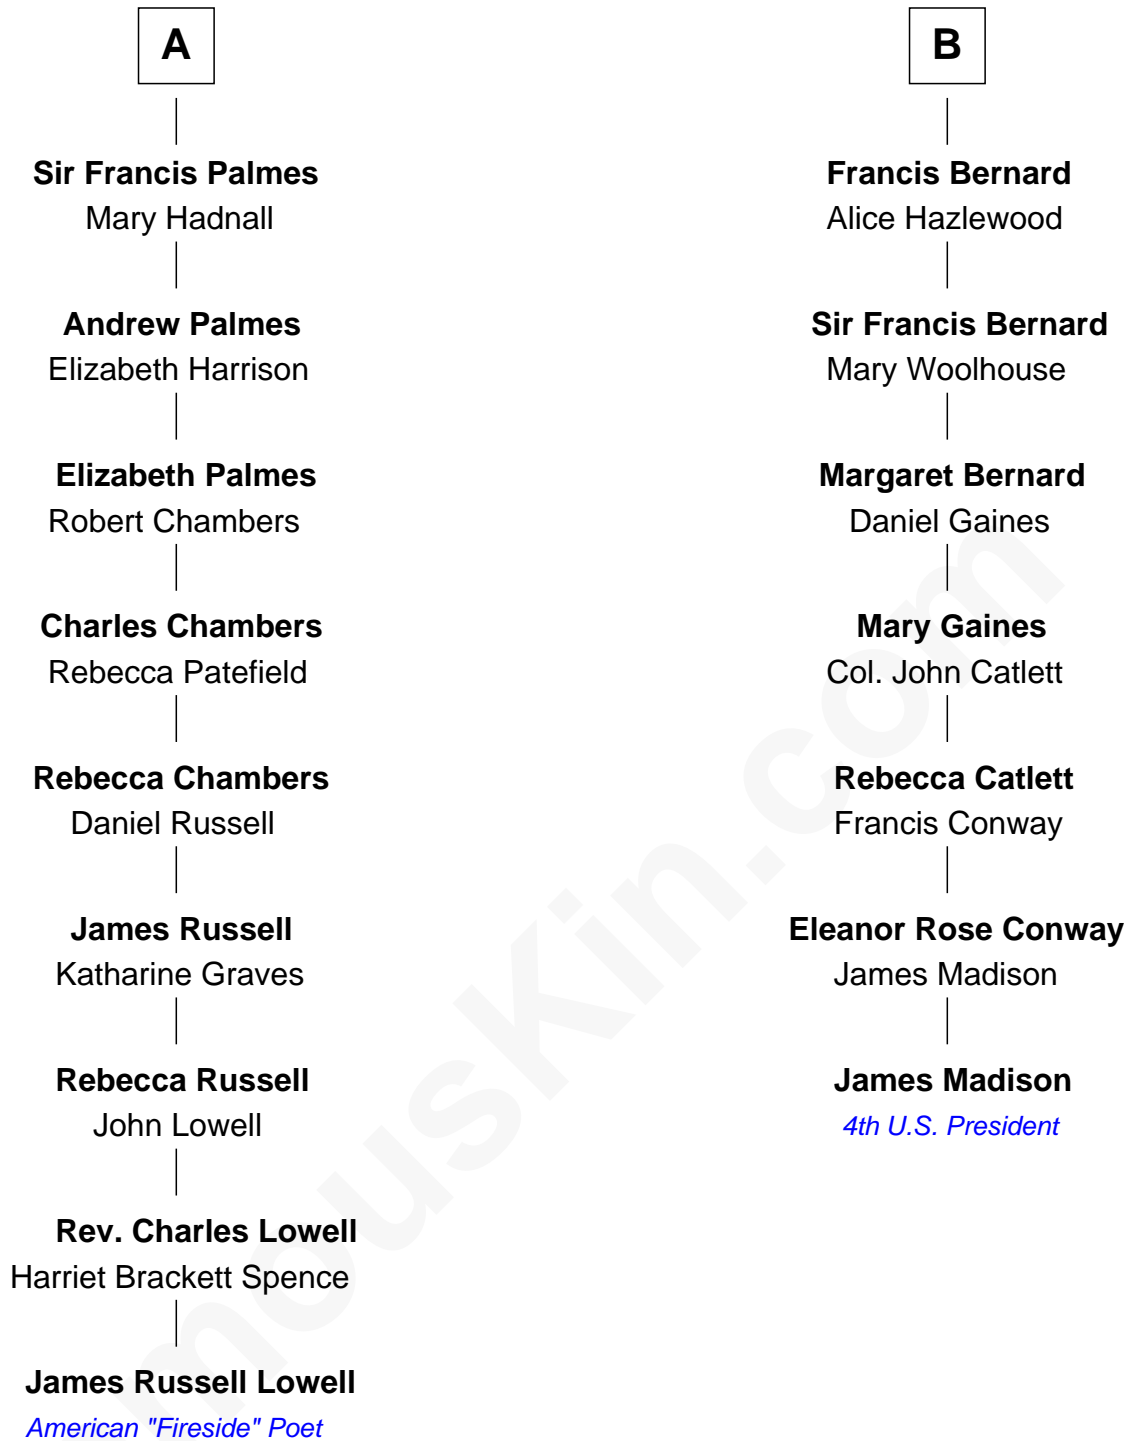 A
Sir Francis Palmes
Mary Hadnall
Andrew Palmes
Elizabeth Harrison
Elizabeth Palmes
Robert Chambers
Charles Chambers
Rebecca Patefield
Rebecca Chambers
Daniel Russell
James Russell
Katharine Graves
Rebecca Russell
John Lowell
Rev. Charles Lowell
Harriet Brackett Spence
James Russell Lowell
American "Fireside" Poet
B
Francis Bernard
Alice Hazlewood
Sir Francis Bernard
Mary Woolhouse
Margaret Bernard
Daniel Gaines
Mary Gaines
Col. John Catlett
Rebecca Catlett
Francis Conway
Eleanor Rose Conway
James Madison
James Madison
4th U.S. President
mousKin.com